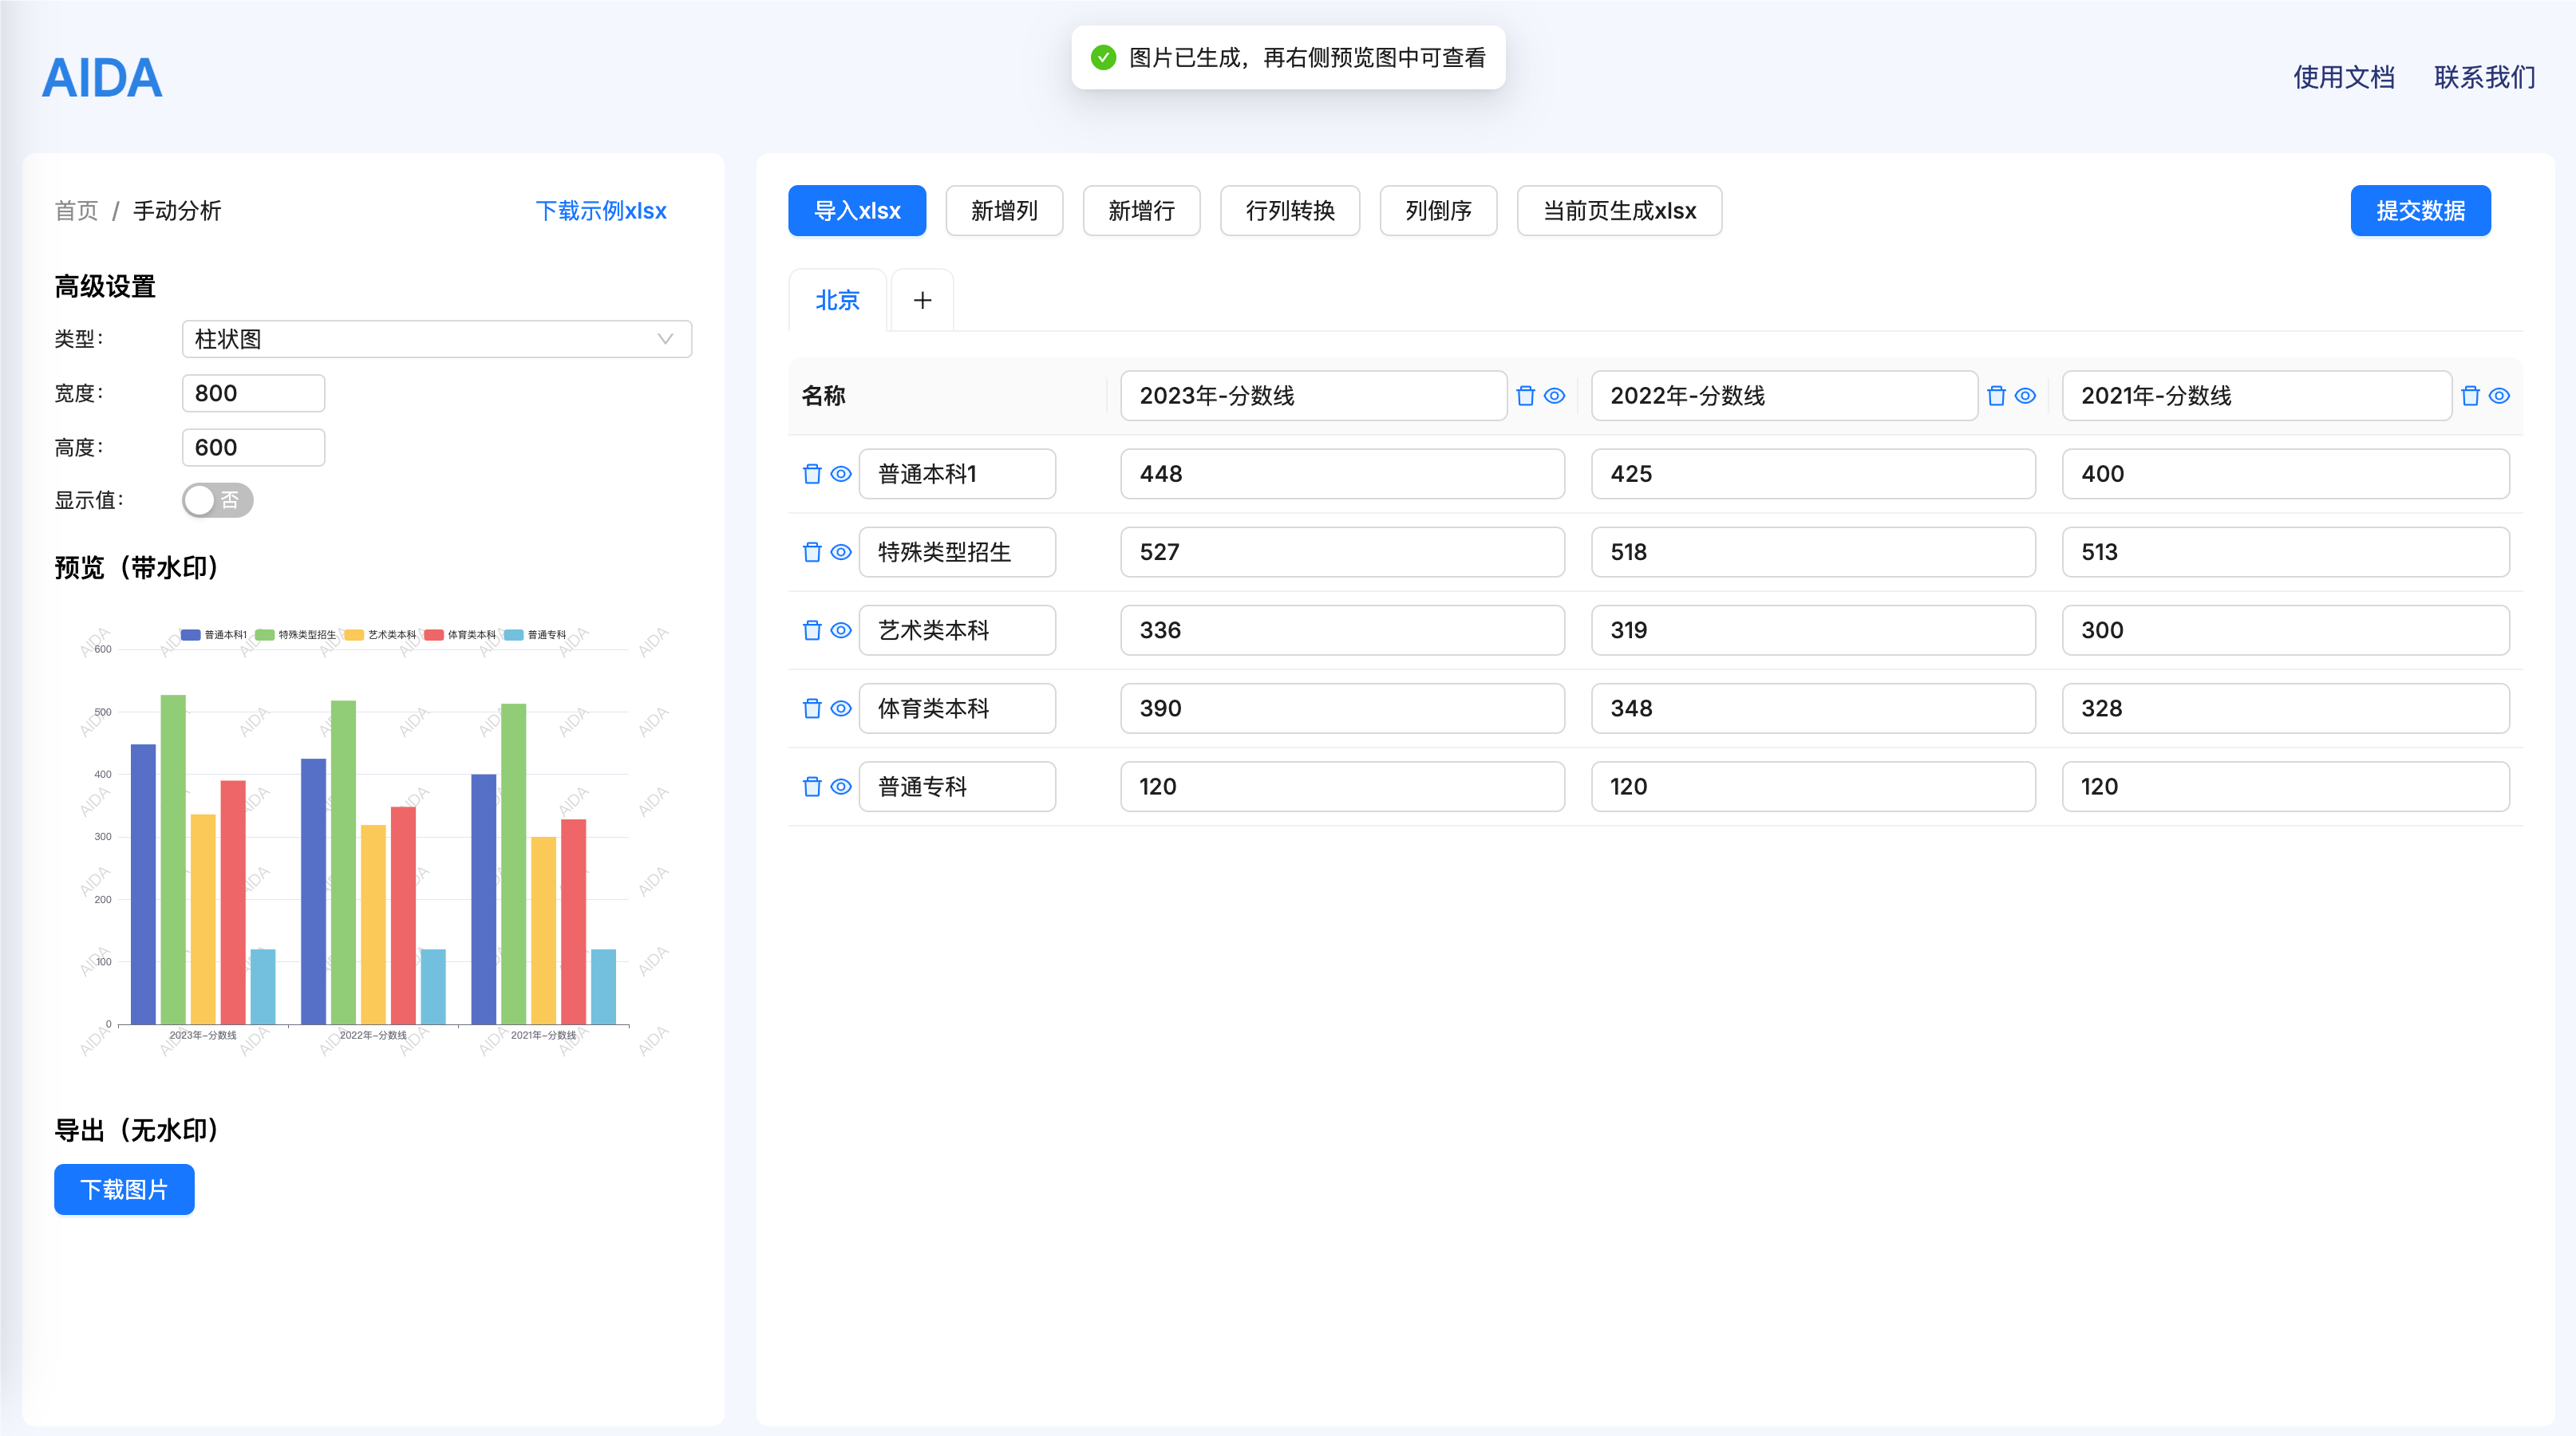 图片已生成，再右侧预览图中可查看
AIDA
使用文档 联系我们
首页 / 手动分析 下载示例xlsx
高级设置
类型： 柱状图
宽度： 800
高度： 600
显示值： 否
预览（带水印）
普通本科1 特殊类型招生 艺术类本科 体育类本科 普通专科
600
500
400
300
200
100
0
2023年-分数线 2022年-分数线 2021年-分数线
AIDA
导出（无水印）
下载图片
导入xlsx 新增列 新增行 行列转换 列倒序 当前页生成xlsx 提交数据
北京 +
名称 2023年-分数线 2022年-分数线 2021年-分数线
普通本科1 448 425 400
特殊类型招生 527 518 513
艺术类本科 336 319 300
体育类本科 390 348 328
普通专科 120 120 120